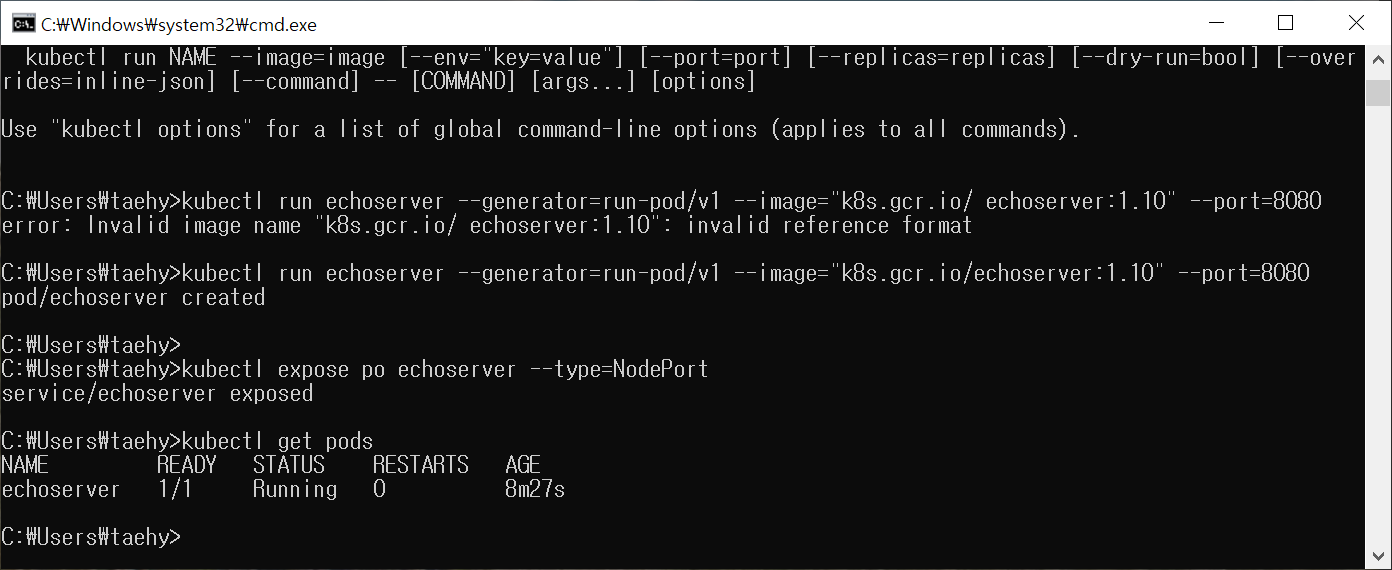 C:₩Windows₩system32₩cmd.exe
kubectl run NAME --image=image [--env="key=value"] [--port=port] [--replicas=replicas] [--dry-run=bool] [--over
rides=inline-json] [--command] -- [COMMAND] [args...] [options]
Use "kubectl options" for a list of global command-line options (applies to all commands).
C:₩Users₩taehy>kubectl run echoserver --generator=run-pod/v1 --image="k8s.gcr.io/ echoserver:1.10" --port=8080
error: Invalid image name "k8s.gcr.io/ echoserver:1.10": invalid reference format
C:₩Users₩taehy>kubectl run echoserver --generator=run-pod/v1 --image="k8s.gcr.io/echoserver:1.10" --port=8080
pod/echoserver created
C:₩Users₩taehy>
C:₩Users₩taehy>kubectl expose po echoserver --type=NodePort
service/echoserver exposed
C:₩Users₩taehy>kubectl get pods
NAME         READY   STATUS    RESTARTS   AGE
echoserver   1/1     Running   0          8m27s
C:₩Users₩taehy>